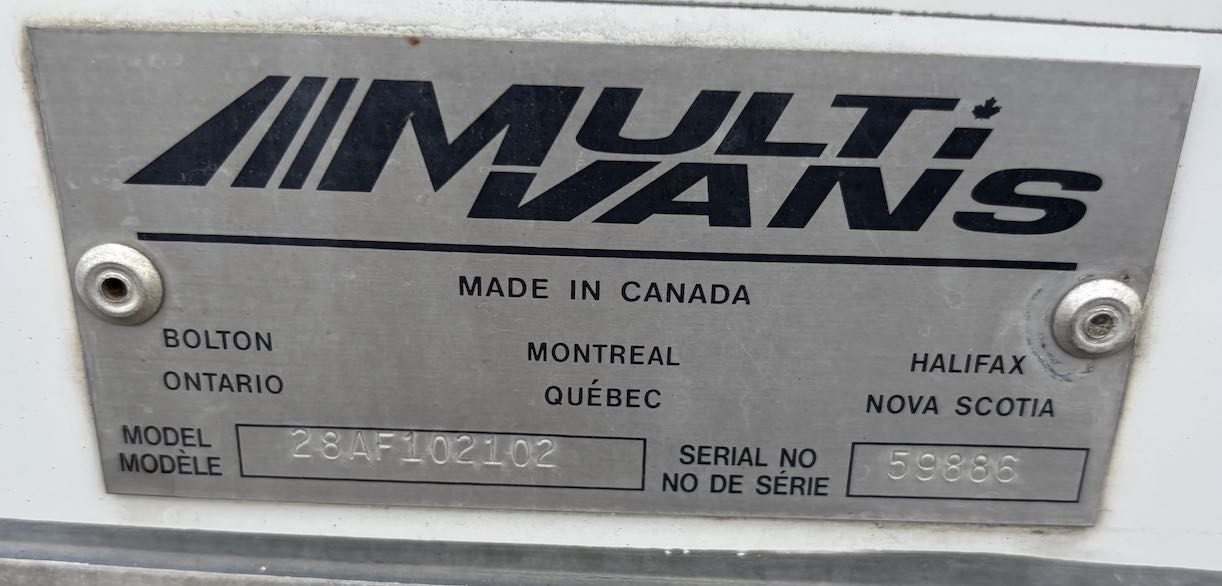 MULTi
VANS
MADE IN CANADA
BOLTON
ONTARIO
MONTREAL
QUÉBEC
HALIFAX
NOVA SCOTIA
MODEL
MODÈLE
28AF102102
SERIAL NO
NO DE SÉRIE
59886